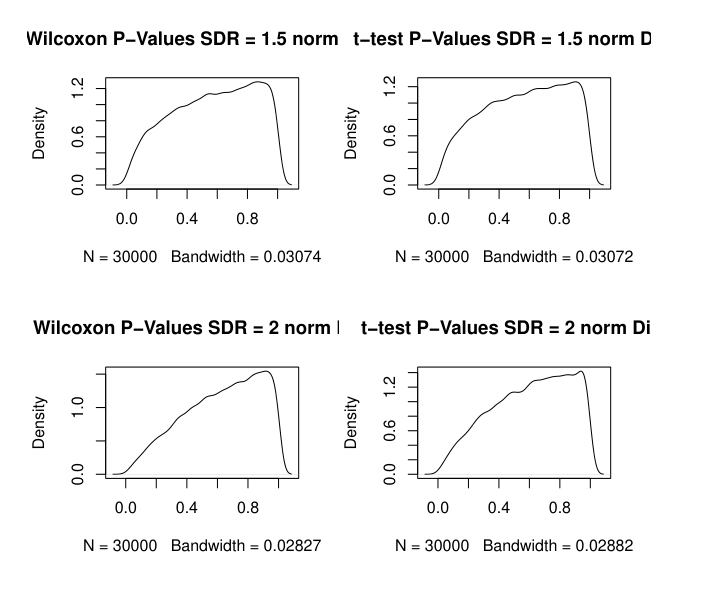 Wilcoxon P−Values SDR = 1.5 norm
t−test P−Values SDR = 1.5 norm D
Density
0.0 0.6 1.2
0.0 0.4 0.8
N = 30000 Bandwidth = 0.03074
Density
0.0 0.6 1.2
0.0 0.4 0.8
N = 30000 Bandwidth = 0.03072
Wilcoxon P−Values SDR = 2 norm
t−test P−Values SDR = 2 norm Di
Density
0.0 1.0
0.0 0.4 0.8
N = 30000 Bandwidth = 0.02827
Density
0.0 0.6 1.2
0.0 0.4 0.8
N = 30000 Bandwidth = 0.02882